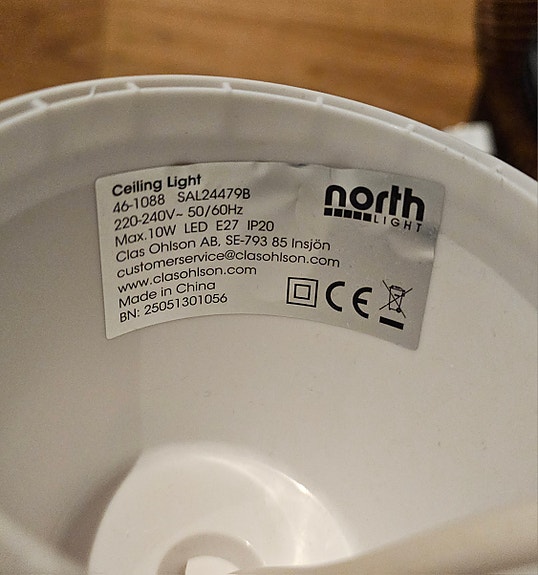 Ceiling Light
46-1088 SAL24479B
220-240V~ 50/60Hz
Max.10W LED E27 IP20
Clas Ohlson AB, SE-793 85 Insjön
customerservice@clasohlson.com
www.clasohlson.com
Made in China
BN: 25051301056
north
LIGHT
CE